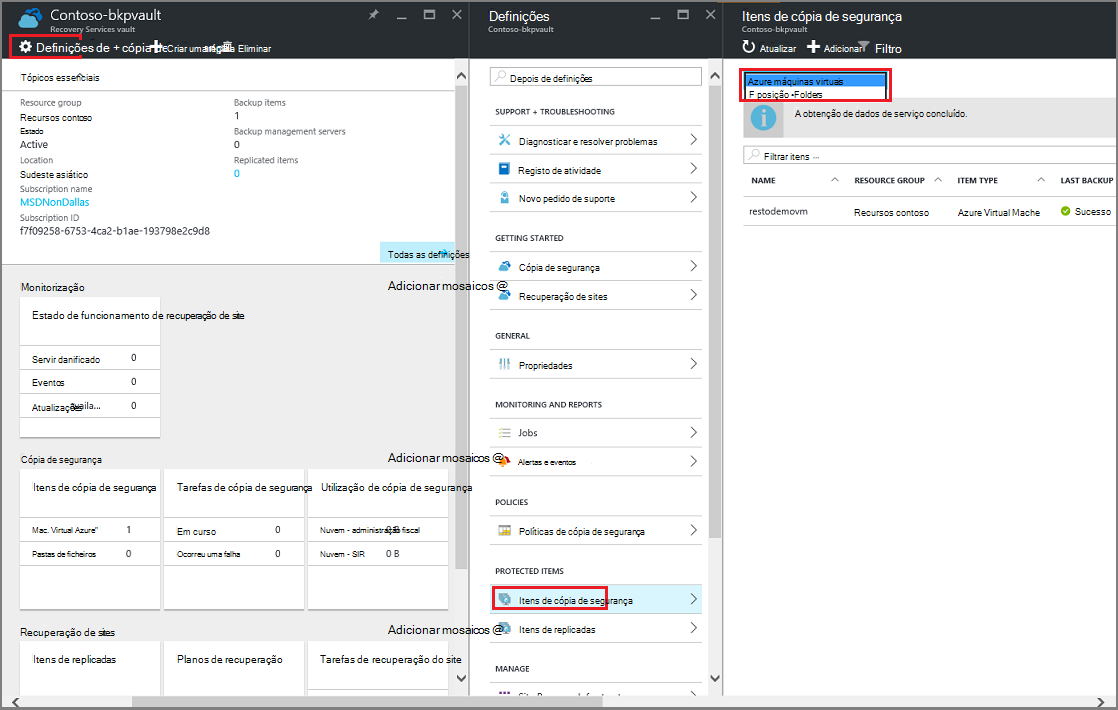 Contoso-bkpvault
Recovery Services vault
Definições de + cópia de
Criar uma
Eliminar
Tópicos essenciais
Resource group
Recursos contoso
Estado
Active
Location
Sudeste asiático
Subscription name
MSDNonDallas
Subscription ID
f7f09258-6753-4ca2-b1ae-193798e2c9d8
Backup items
1
Backup management servers
0
Replicated items
0
Todas as definições
Monitorização
Adicionar mosaicos @
Estado de funcionamento de recuperação de site
Servir danificado 0
Eventos 0
Atualizações availa... 0
Cópia de segurança
Adicionar mosaicos @
Itens de cópia de segurança
Mac. Virtual Azure" 1
Pastas de ficheiros 0
Tarefas de cópia de segurança
Em curso 0
Ocorreu uma falha 0
Utilização de cópia de segurança
Nuvem - administração fiscal 0 B
Nuvem - SIR 0 B
Recuperação de sites
Adicionar mosaicos @
Itens de replicadas
Planos de recuperação
Tarefas de recuperação do site
Definições
Contoso-bkpvault
Depois de definições
SUPPORT + TROUBLESHOOTING
Diagnosticar e resolver problemas
Registo de atividade
Novo pedido de suporte
GETTING STARTED
Cópia de segurança
Recuperação de sites
GENERAL
Propriedades
MONITORING AND REPORTS
Jobs
Alertas e eventos
POLICIES
Políticas de cópia de segurança
PROTECTED ITEMS
Itens de cópia de segurança
Itens de replicadas
MANAGE
Itens de cópia de segurança
Contoso-bkpvault
Atualizar
Adicionar
Filtro
Azure máquinas virtuais
F posição •Folders
A obtenção de dados de serviço concluído.
Filtrar itens ...
NAME RESOURCE GROUP ITEM TYPE LAST BACKUP
restodemovm Recursos contoso Azure Virtual Mache Sucesso